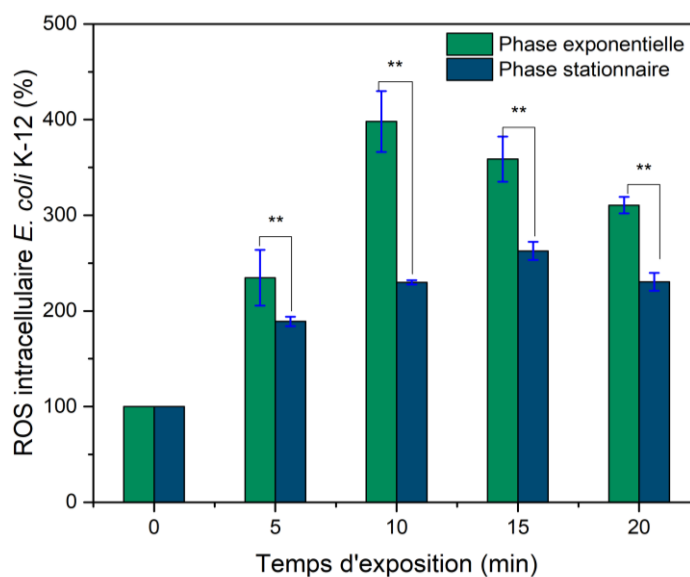 500
400
300
200
100
0
ROS intracellulaire E. coli K-12 (%)
Phase exponentielle
Phase stationnaire
**
**
**
**
0 5 10 15 20
Temps d'exposition (min)